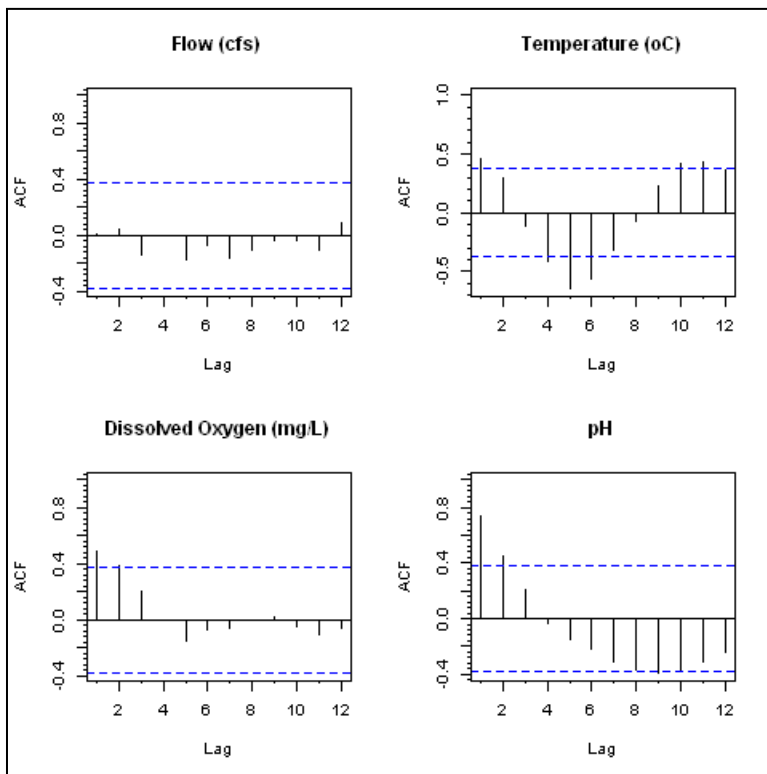 Flow (cfs)
ACF
0.8
0.4
0.0
-0.4
2 4 6 8 10 12
Lag
Temperature (oC)
ACF
1.0
0.5
0.0
-0.5
2 4 6 8 10 12
Lag
Dissolved Oxygen (mg/L)
ACF
0.8
0.4
0.0
-0.4
2 4 6 8 10 12
Lag
pH
ACF
0.8
0.4
0.0
-0.4
2 4 6 8 10 12
Lag